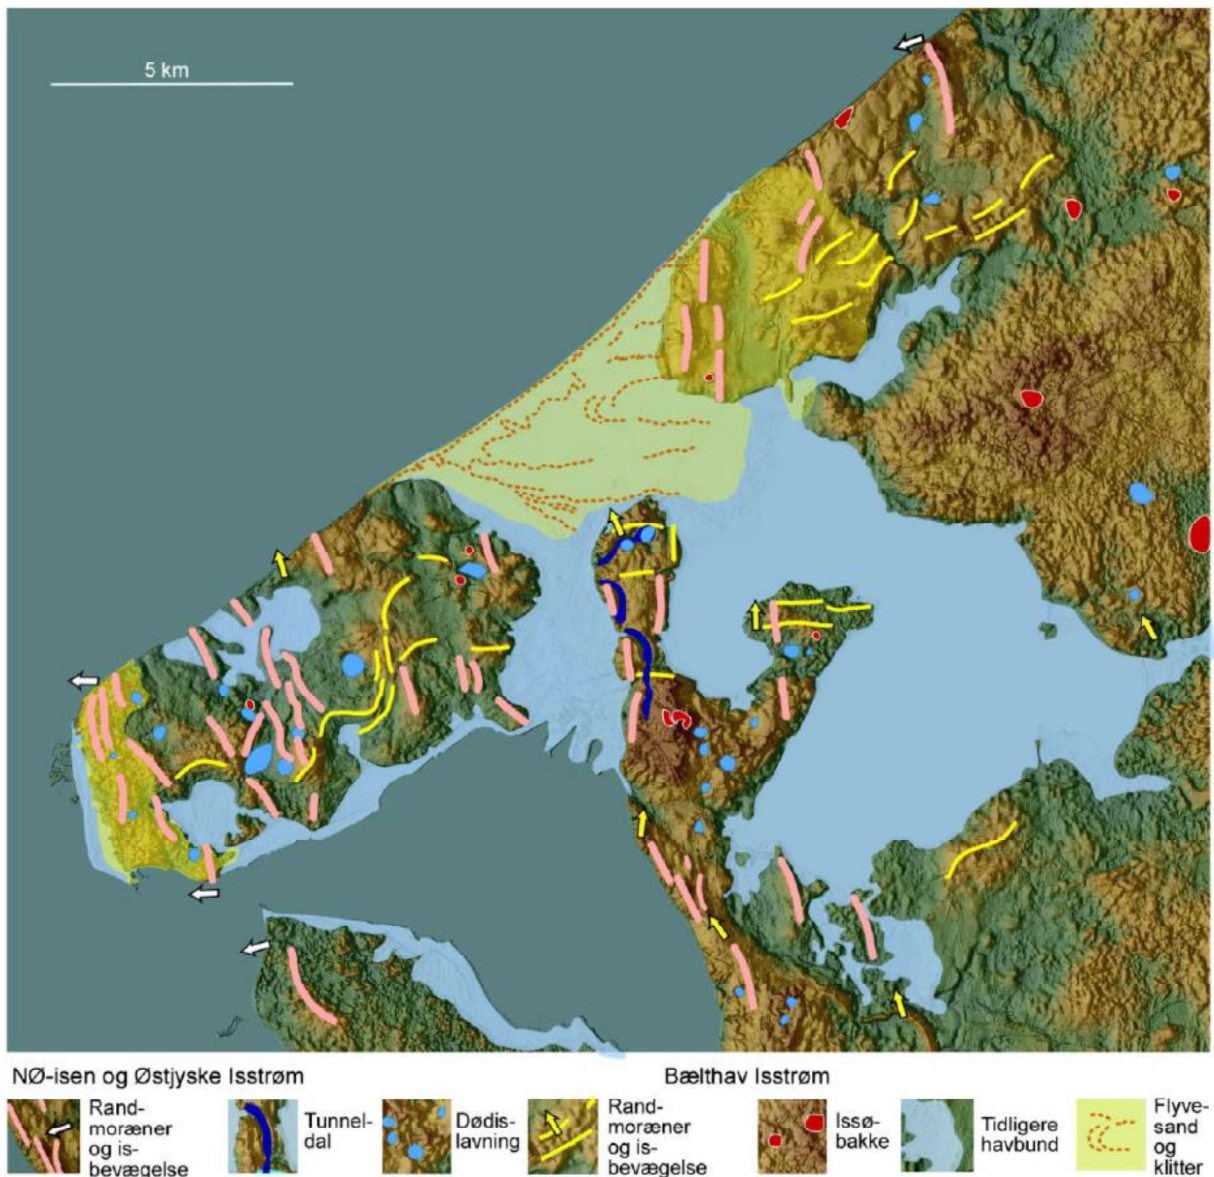 5 km
NØ-isen og Østjyske Isstrøm
Bælthav Isstrøm
Rand-
moræner
og is-
bevægelse
Tunnel-
dal
Dødis-
lavning
Rand-
moræner
og is-
bevægelse
Issø-
bakke
Tidligere
havbund
Flyve-
sand
og
klitter